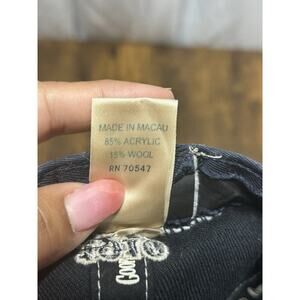 MADE IN MACAU
85% ACRYLIC
15% WOOL
RN 70547